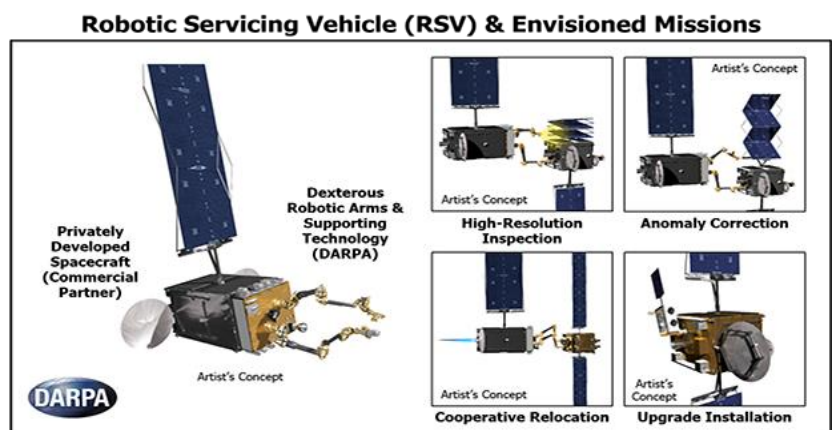 Robotic Servicing Vehicle (RSV) & Envisioned Missions
Privately
Developed
Spacecraft
(Commercial
Partner)
Dexterous
Robotic Arms &
Supporting
Technology
(DARPA)
Artist's Concept
DARPA
Artist's Concept
High-Resolution
Inspection
Artist's Concept
Anomaly Correction
Artist's Concept
Cooperative Relocation
Artist's
Concept
Upgrade Installation